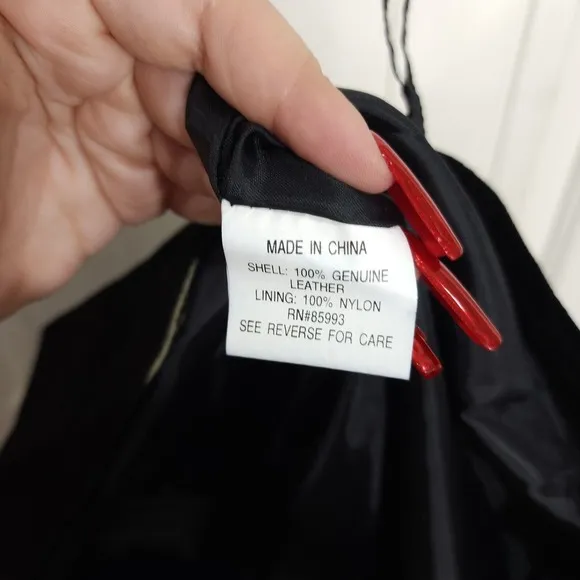 MADE IN CHINA
SHELL: 100% GENUINE
LEATHER
LINING: 100% NYLON
RN#85993
SEE REVERSE FOR CARE